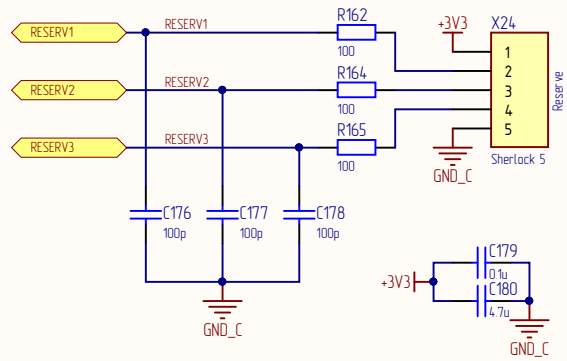 R162
X24
+3V3
RESERV1
RESERV1
100
1
2
R164
RESERV2
RESERV2
3
100
4
R165
RESERV3
RESERV3
5
100
Reserve
Sherlock 5
GND_C
C176
C177
C178
100p
100p
100p
C179
0.1u
+3V3
C180
4.7u
GND_C
GND_C